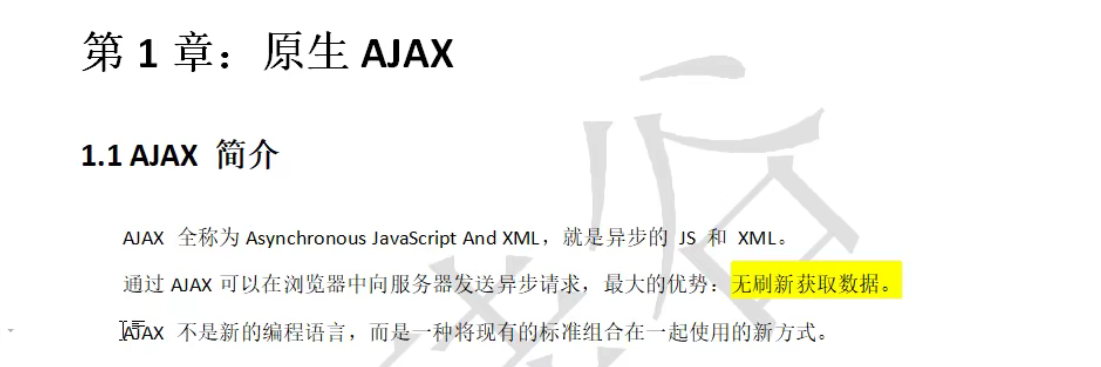 第 1 章：原生 AJAX
1.1 AJAX 简介
AJAX 全称为 Asynchronous JavaScript And XML，就是异步的 JS 和 XML。
通过 AJAX 可以在浏览器中向服务器发送异步请求，最大的优势：无刷新获取数据。
AJAX 不是新的编程语言，而是一种将现有的标准组合在一起使用的新方式。